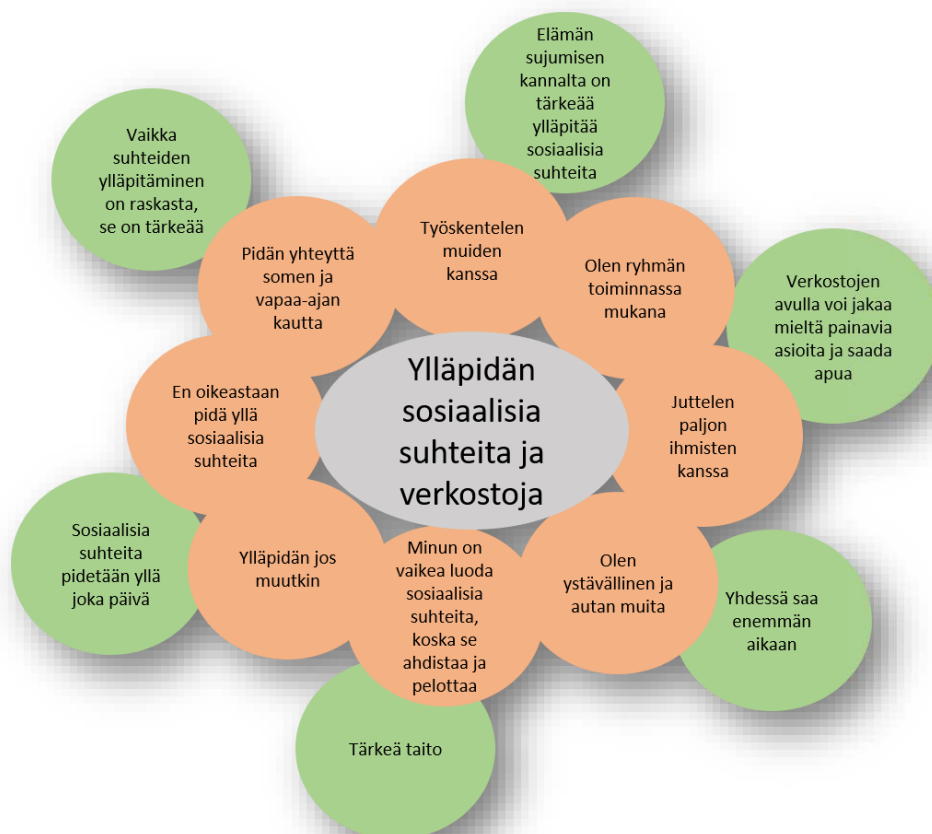 Elämän
sujumisen
kannalta on
tärkeää
ylläpitää
sosiaalisia
suhteita
Vaikka
suhteiden
ylläpitäminen
on raskasta,
se on tärkeää
Työskentelen
muiden
kanssa
Pidän yhteyttä
somen ja
vapaa-ajan
kautta
Olen ryhmän
toiminnassa
mukana
Verkostojen
avulla voi jakaa
mieltä painavia
asioita ja saada
apua
Ylläpidän
sosiaalisia
suhteita ja
verkostoja
En oikeastaan
pidä yllä
sosiaalisia
suhteita
Juttelen
paljon
ihmisten
kanssa
Sosiaalisia
suhteita
pidetään yllä
joka päivä
Ylläpidän jos
muutkin
Minun on
vaikea luoda
sosiaalisia
suhteita,
koska se
ahdistaa ja
pelottaa
Olen
ystävällinen ja
autan muita
Yhdessä saa
enemmän
aikaan
Tärkeä taito